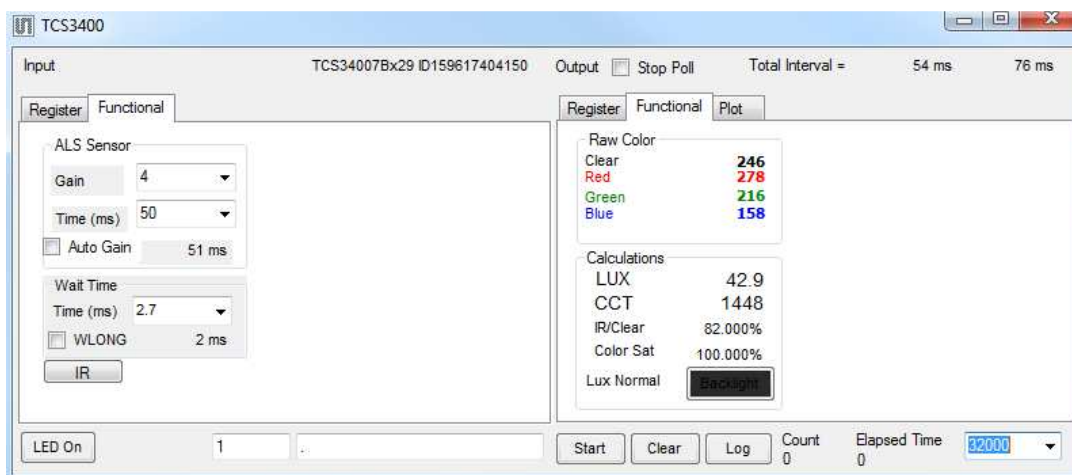 TCS3400
Input TCS34007Bx29 ID159617404150 Output Stop Poll Total Interval = 54 ms 76 ms
Register Functional
ALS Sensor
Gain 4
Time (ms) 50
Auto Gain 51 ms
Wait Time
Time (ms) 2.7
WLONG 2 ms
IR
Register Functional Plot
Raw Color
Clear 246
Red 278
Green 216
Blue 158
Calculations
LUX 42.9
CCT 1448
IR/Clear 82.000%
Color Sat 100.000%
Lux Normal Backlight
LED On 1 . Start Clear Log Count 0 Elapsed Time 0 32000